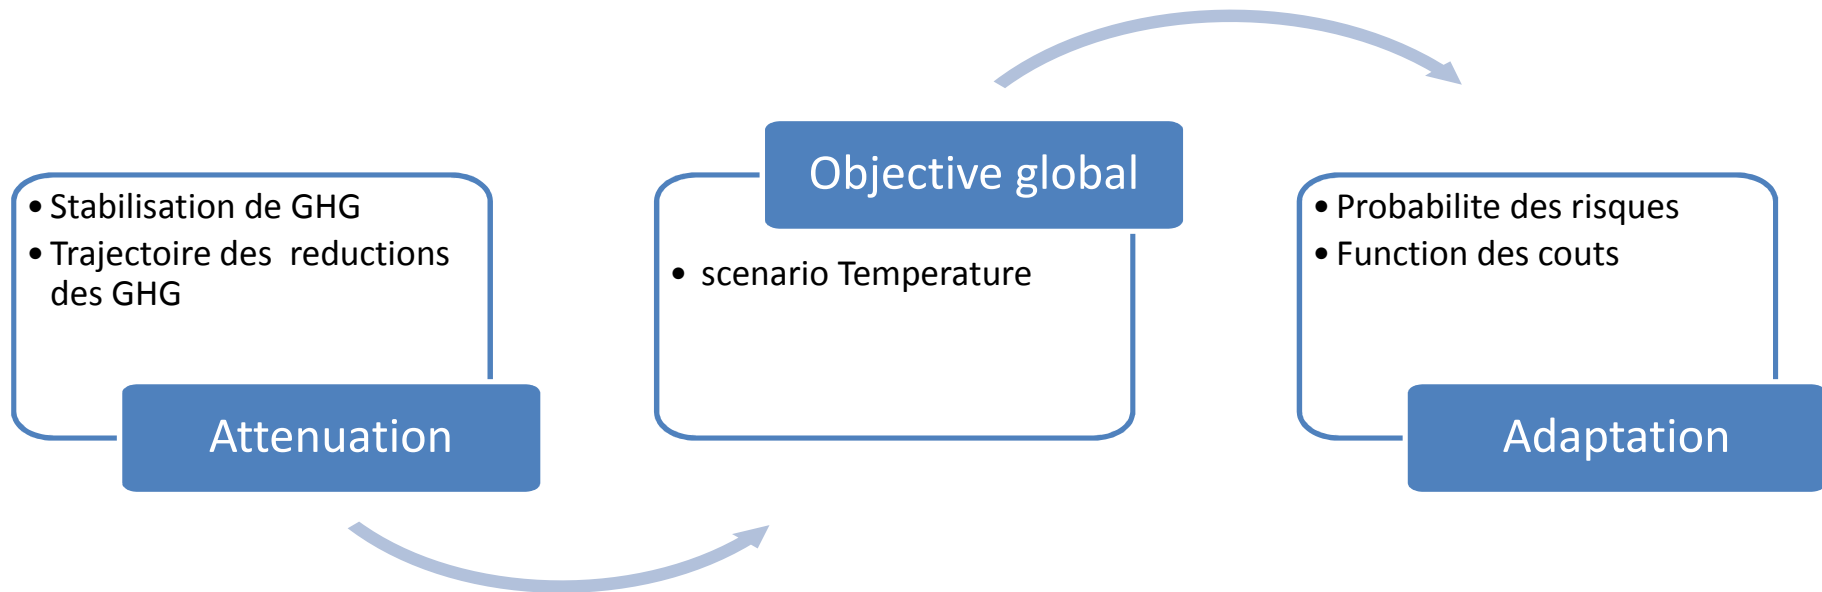 • Stabilisation de GHG
• Trajectoire des reductions
des GHG
Attenuation
Objective global
• scenario Temperature
• Probabilite des risques
• Function des couts
Adaptation